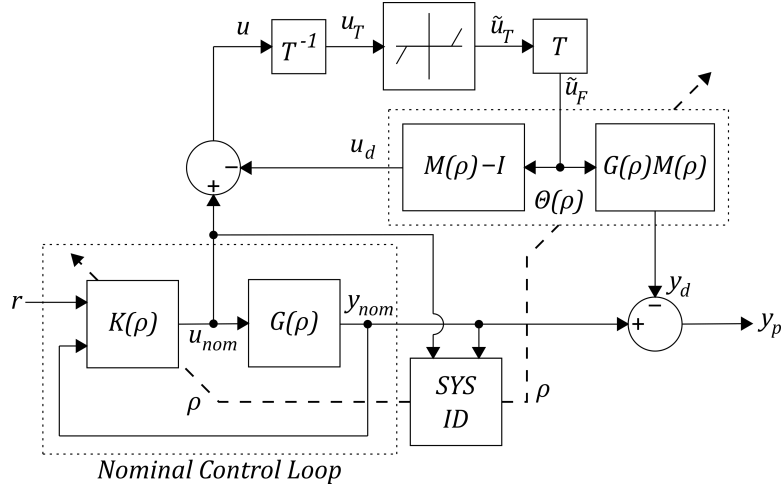 u
T⁻¹
u_T
ũ_T
T
ũ_F
u_d
M(ρ)−I
G(ρ)M(ρ)
Θ(ρ)
−
+
r
K(ρ)
u_nom
G(ρ)
y_nom
y_d
−
+
y_p
ρ
SYS
ID
ρ
Nominal Control Loop